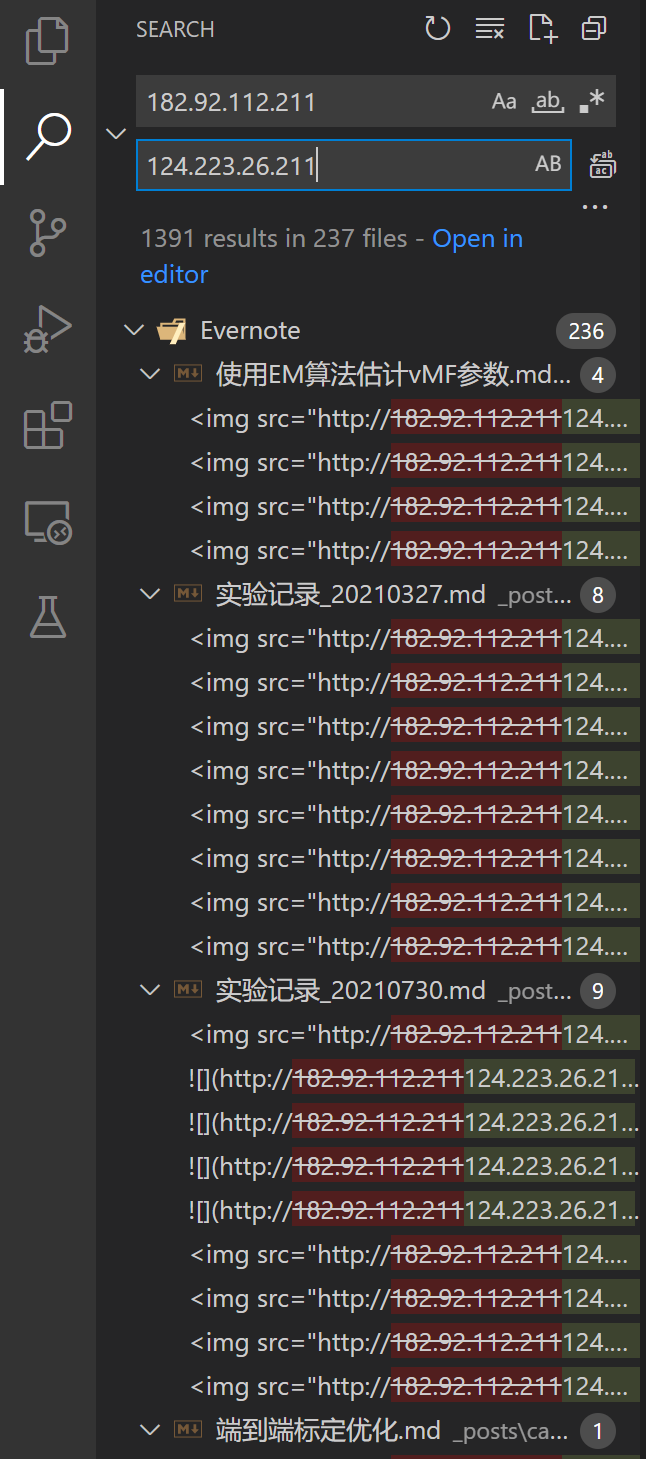 SEARCH
182.92.112.211 Aa ab .*
124.223.26.211 AB
ab
ac
...
1391 results in 237 files - Open in
editor
Evernote 236
M↓ 使用EM算法估计vMF参数.md... 4
<img src="http://182.92.112.211124....
<img src="http://182.92.112.211124....
<img src="http://182.92.112.211124....
<img src="http://182.92.112.211124....
M↓ 实验记录_20210327.md _post... 8
<img src="http://182.92.112.211124....
<img src="http://182.92.112.211124....
<img src="http://182.92.112.211124....
<img src="http://182.92.112.211124....
<img src="http://182.92.112.211124....
<img src="http://182.92.112.211124....
<img src="http://182.92.112.211124....
<img src="http://182.92.112.211124....
M↓ 实验记录_20210730.md _post... 9
<img src="http://182.92.112.211124....
![](http://182.92.112.211124.223.26.21...
![](http://182.92.112.211124.223.26.21...
![](http://182.92.112.211124.223.26.21...
![](http://182.92.112.211124.223.26.21...
<img src="http://182.92.112.211124....
<img src="http://182.92.112.211124....
<img src="http://182.92.112.211124....
<img src="http://182.92.112.211124....
M↓ 端到端标定优化.md _posts\ca... 1